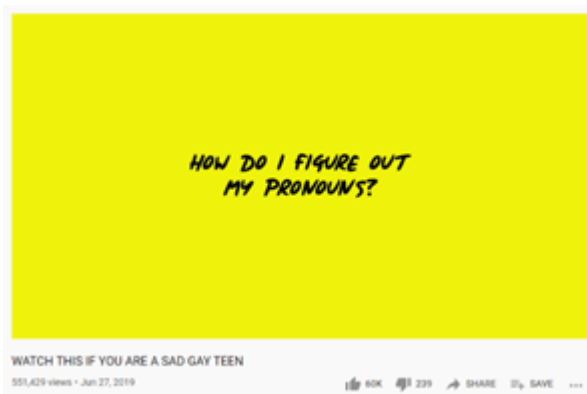 HOW DO I FIGURE OUT
MY PRONOUNS?
WATCH THIS IF YOU ARE A SAD GAY TEEN
551,429 views • Jun 27, 2019
60K 239 SHARE SAVE